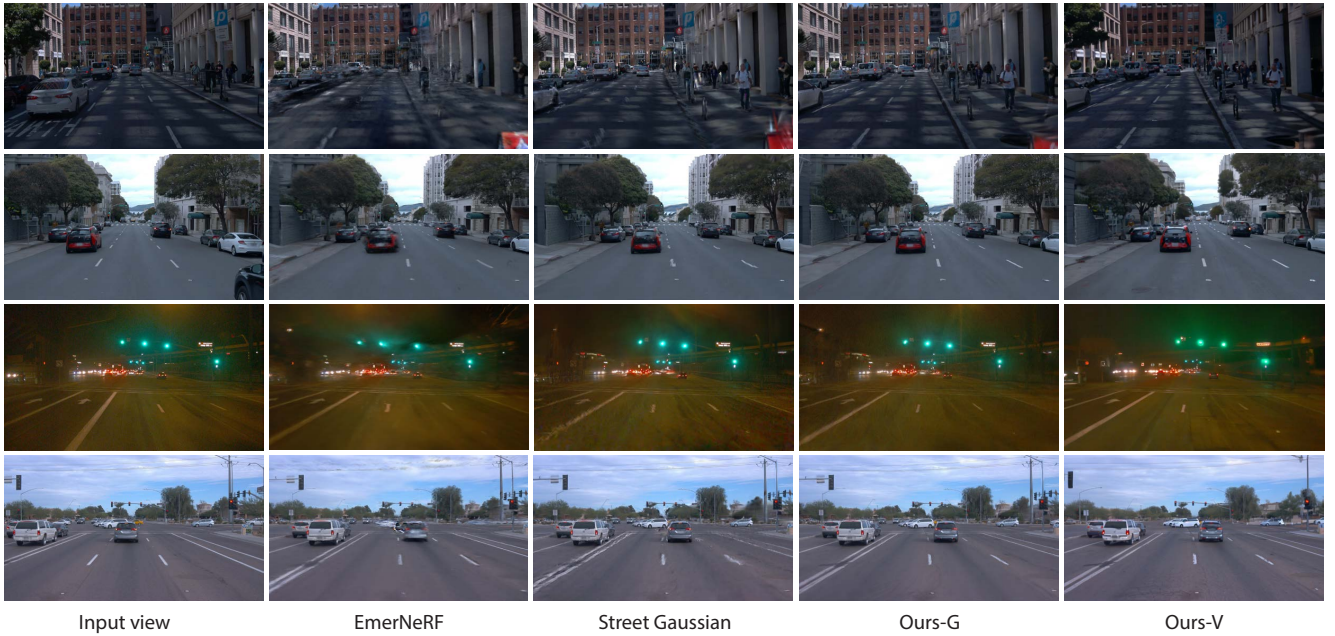 P
P
P
P
P
Input view
EmerNeRF
Street Gaussian
Ours-G
Ours-V